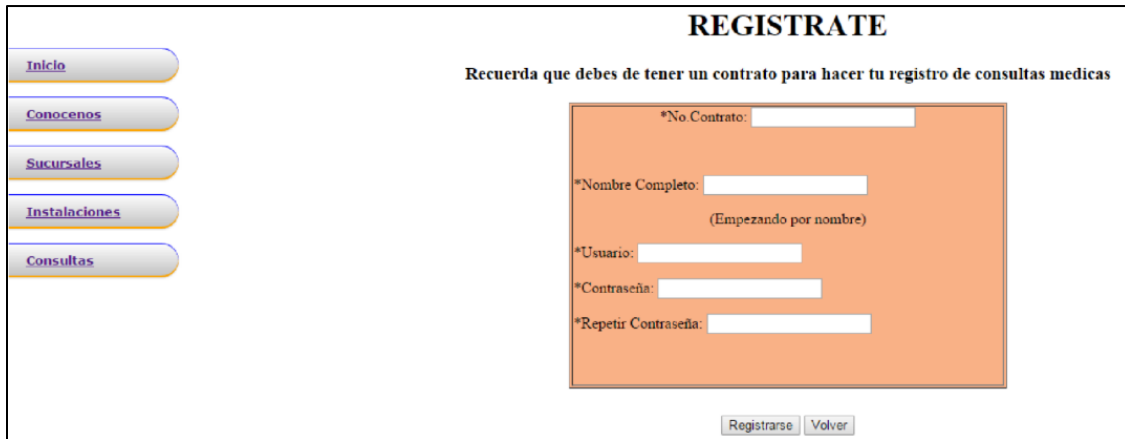 REGISTRATE
Recuerda que debes de tener un contrato para hacer tu registro de consultas medicas
Inicio
Conocenos
Sucursales
Instalaciones
Consultas
*No.Contrato:
*Nombre Completo:
(Empezando por nombre)
*Usuario:
*Contraseña:
*Repetir Contraseña:
Registrarse Volver